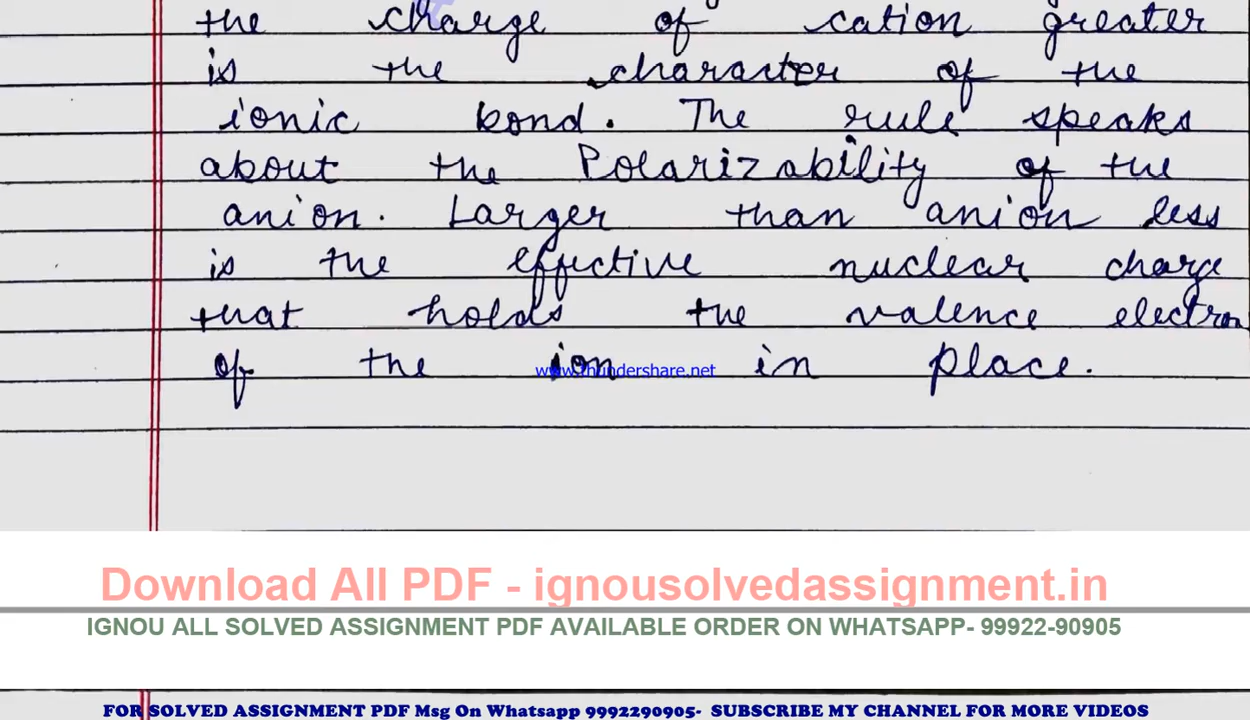 the charge of cation greater
is the character of the
ionic bond. The rule speaks
about the Polarizability of the
anion. Larger than anion less
is the effective nuclear charge
that holds the valence electron
of the ion in place.
www.thundershare.net
Download All PDF - ignousolvedassignment.in
IGNOU ALL SOLVED ASSIGNMENT PDF AVAILABLE ORDER ON WHATSAPP- 99922-90905
FOR SOLVED ASSIGNMENT PDF Msg On Whatsapp 9992290905- SUBSCRIBE MY CHANNEL FOR MORE VIDEOS